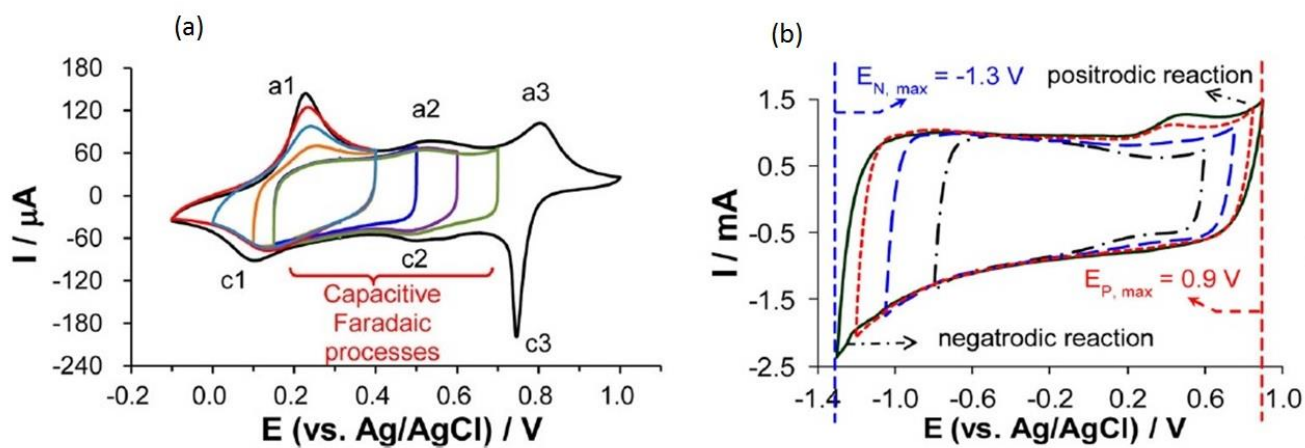 (a)
180
120
60
0
-60
-120
-180
-240
I / μA
a1
a2
a3
c1
c2
c3
Capacitive
Faradaic
processes
-0.2 0.0 0.2 0.4 0.6 0.8 1.0
E (vs. Ag/AgCl) / V
(b)
E N, max = -1.3 V
positrodic reaction
1.5
0.5
-0.5
-1.5
-2.5
I / mA
E P, max = 0.9 V
negatrodic reaction
-1.4 -1.0 -0.6 -0.2 0.2 0.6 1.0
E (vs. Ag/AgCl) / V